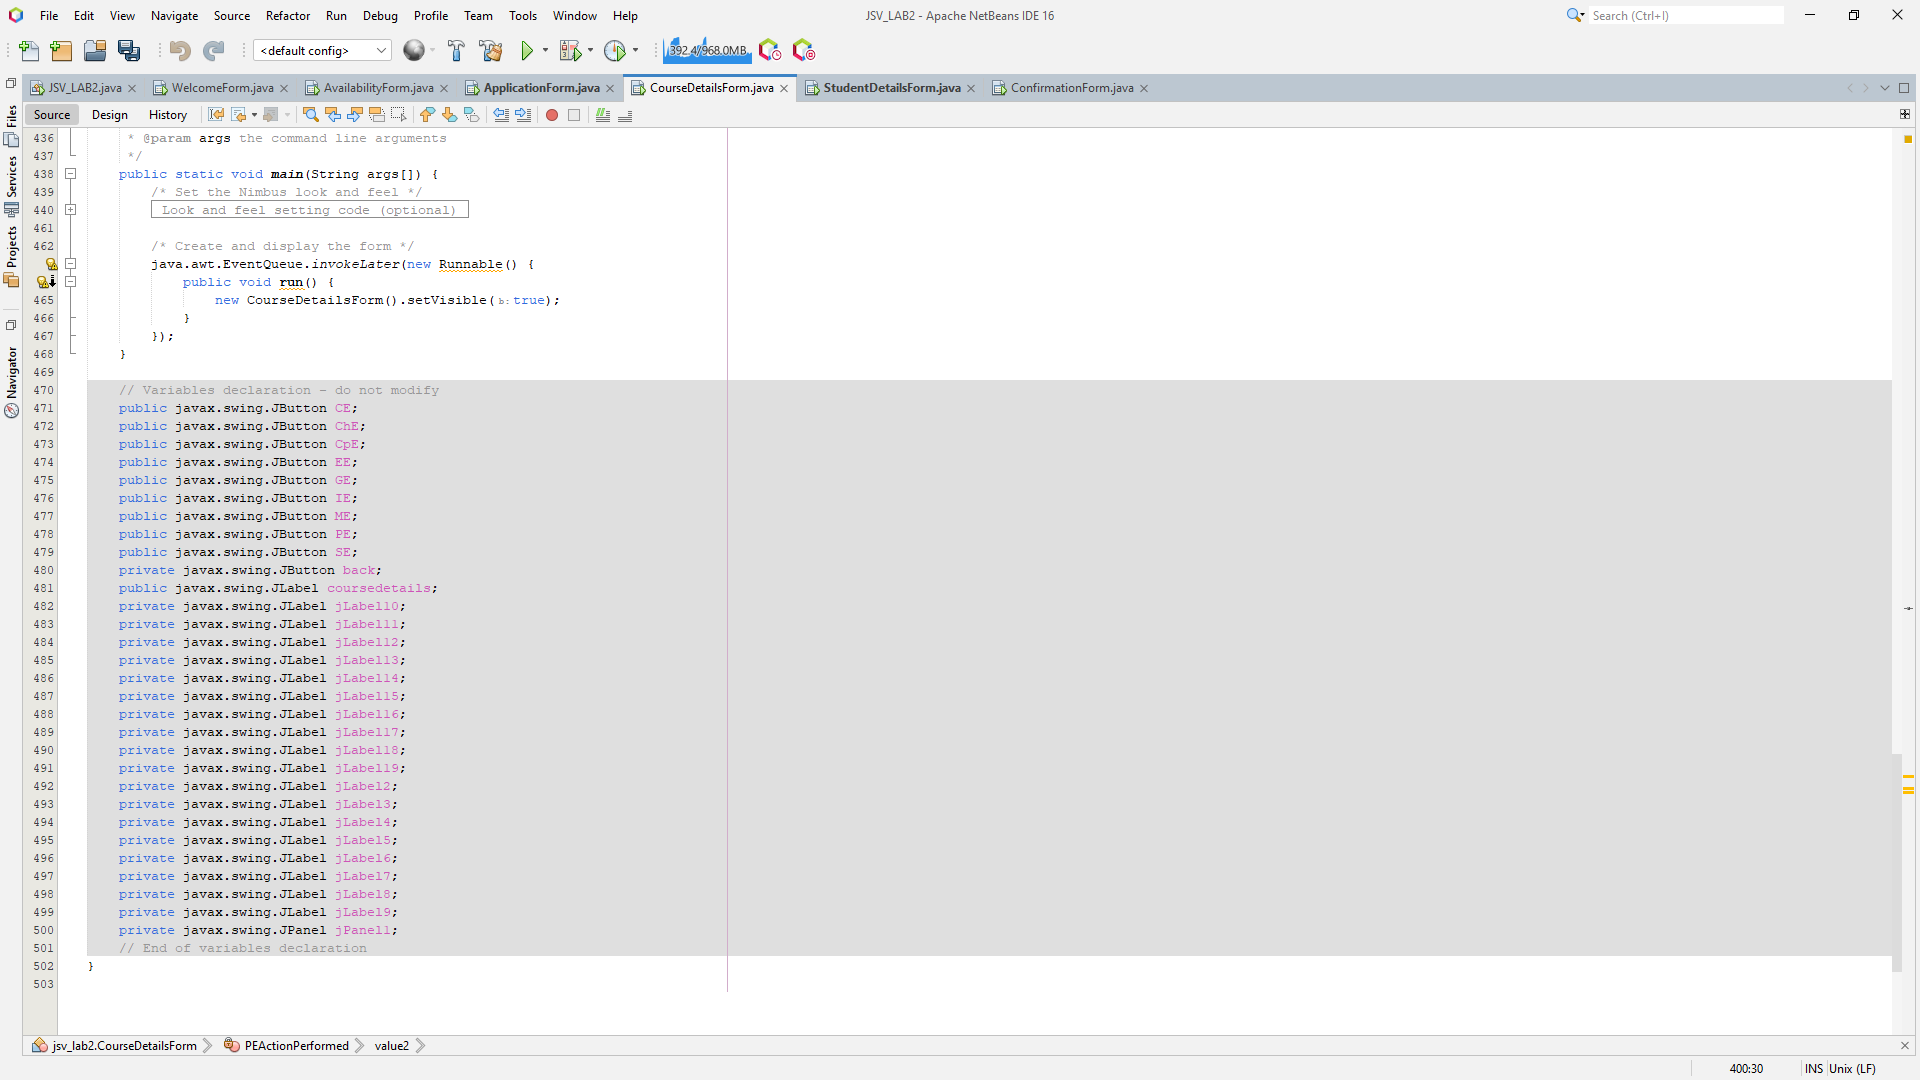 File Edit View Navigate Source Refactor Run Debug Profile Team Tools Window Help
JSV_LAB2 - Apache NetBeans IDE 16
Search (Ctrl+I)
<default config>
392.4/968.0MB
JSV_LAB2.java
WelcomeForm.java
AvailabilityForm.java
ApplicationForm.java
CourseDetailsForm.java
StudentDetailsForm.java
ConfirmationForm.java
Source Design History
Files
Services
Projects
Navigator
436 * @param args the command line arguments
437 */
438 public static void main(String args[]) {
439 /* Set the Nimbus look and feel */
440 Look and feel setting code (optional)
461
462 /* Create and display the form */
java.awt.EventQueue.invokeLater(new Runnable() {
public void run() {
465 new CourseDetailsForm().setVisible(b:true);
466 }
467 });
468 }
469
470 // Variables declaration - do not modify
471 public javax.swing.JButton CE;
472 public javax.swing.JButton ChE;
473 public javax.swing.JButton CpE;
474 public javax.swing.JButton EE;
475 public javax.swing.JButton GE;
476 public javax.swing.JButton IE;
477 public javax.swing.JButton ME;
478 public javax.swing.JButton PE;
479 public javax.swing.JButton SE;
480 private javax.swing.JButton back;
481 public javax.swing.JLabel coursedetails;
482 private javax.swing.JLabel jLabel10;
483 private javax.swing.JLabel jLabel11;
484 private javax.swing.JLabel jLabel12;
485 private javax.swing.JLabel jLabel13;
486 private javax.swing.JLabel jLabel14;
487 private javax.swing.JLabel jLabel15;
488 private javax.swing.JLabel jLabel16;
489 private javax.swing.JLabel jLabel17;
490 private javax.swing.JLabel jLabel18;
491 private javax.swing.JLabel jLabel19;
492 private javax.swing.JLabel jLabel2;
493 private javax.swing.JLabel jLabel3;
494 private javax.swing.JLabel jLabel4;
495 private javax.swing.JLabel jLabel5;
496 private javax.swing.JLabel jLabel6;
497 private javax.swing.JLabel jLabel7;
498 private javax.swing.JLabel jLabel8;
499 private javax.swing.JLabel jLabel9;
500 private javax.swing.JPanel jPanel1;
501 // End of variables declaration
502 }
503
jsv_lab2.CourseDetailsForm
PEActionPerformed
value2
400:30
INS
Unix (LF)